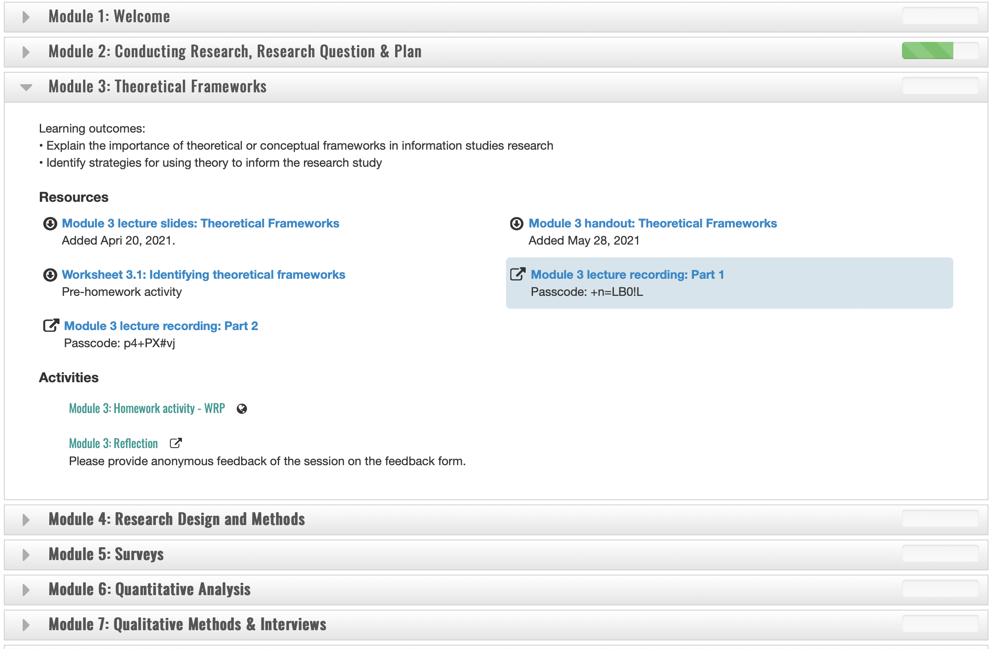 Module 1: Welcome
Module 2: Conducting Research, Research Question & Plan
Module 3: Theoretical Frameworks
Learning outcomes:
• Explain the importance of theoretical or conceptual frameworks in information studies research
• Identify strategies for using theory to inform the research study
Resources
Module 3 lecture slides: Theoretical Frameworks
Added Apri 20, 2021.
Module 3 handout: Theoretical Frameworks
Added May 28, 2021
Worksheet 3.1: Identifying theoretical frameworks
Pre-homework activity
Module 3 lecture recording: Part 1
Passcode: +n=LB0!L
Module 3 lecture recording: Part 2
Passcode: p4+PX#vj
Activities
Module 3: Homework activity - WRP
Module 3: Reflection
Please provide anonymous feedback of the session on the feedback form.
Module 4: Research Design and Methods
Module 5: Surveys
Module 6: Quantitative Analysis
Module 7: Qualitative Methods & Interviews